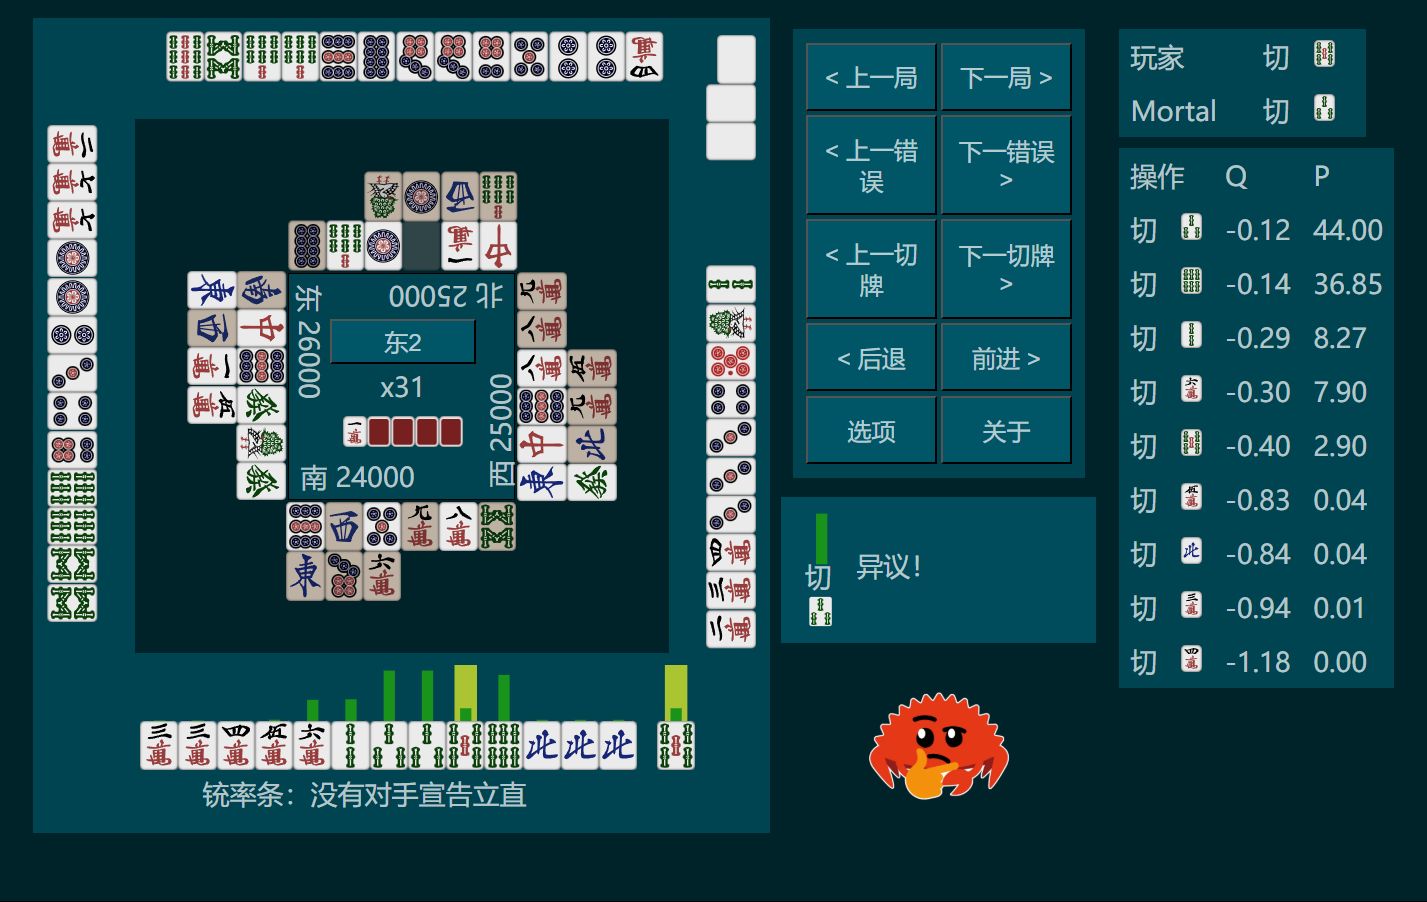 北 25000
东 26000
东2
x31
西 25000
南 24000
铳率条：没有对手宣告立直
< 上一局
下一局 >
< 上一错误
下一错误 >
< 上一切牌
下一切牌 >
< 后退
前进 >
选项
关于
切
异议！
玩家 切
Mortal 切
操作 Q P
切 -0.12 44.00
切 -0.14 36.85
切 -0.29 8.27
切 -0.30 7.90
切 -0.40 2.90
切 -0.83 0.04
切 -0.84 0.04
切 -0.94 0.01
切 -1.18 0.00